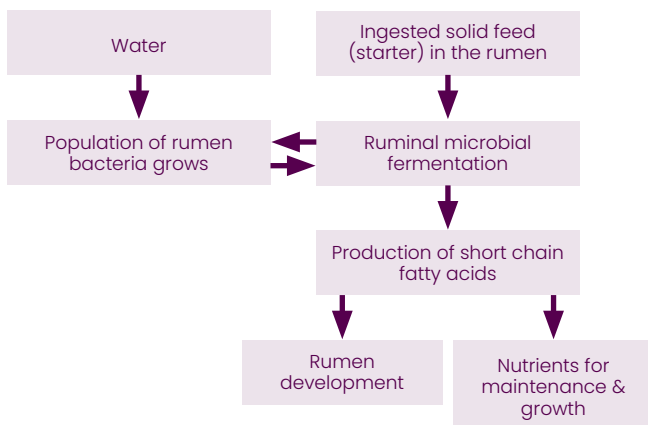 Water
Ingested solid feed
(starter) in the rumen
Population of rumen
bacteria grows
Ruminal microbial
fermentation
Production of short chain
fatty acids
Rumen
development
Nutrients for
maintenance &
growth